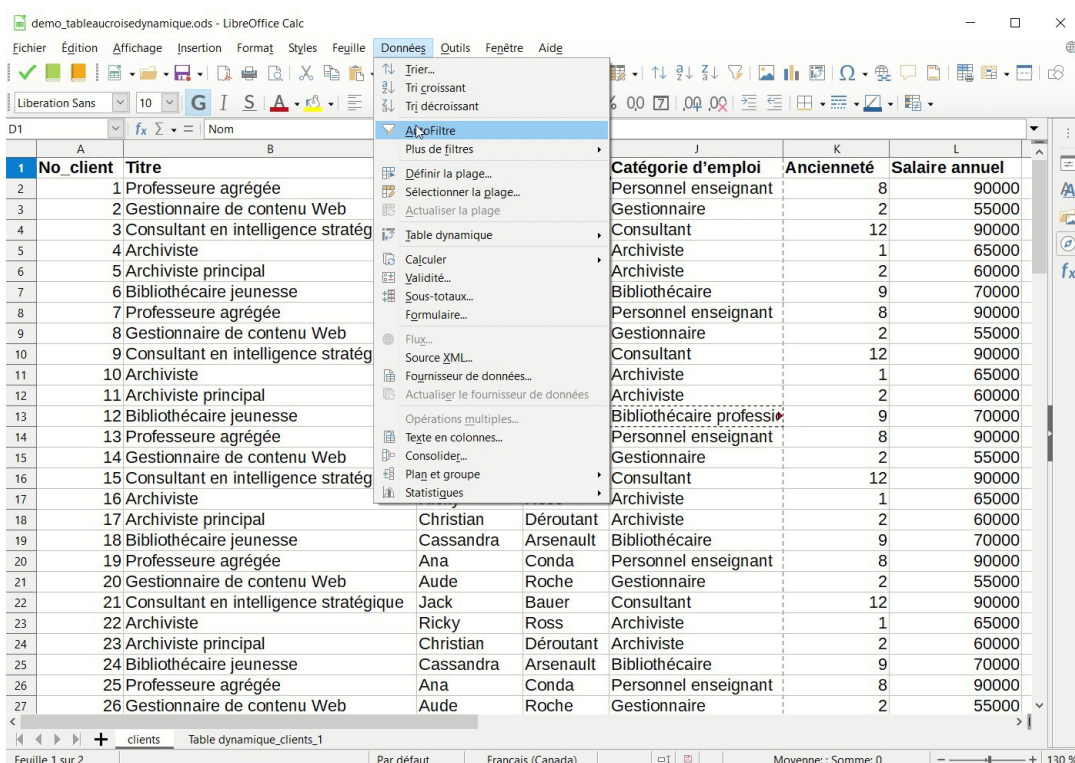 demo_tableaucroisedynamique.ods - LibreOffice Calc
Fichier Édition Affichage Insertion Format Styles Feuille Données Outils Fenêtre Aide
Liberation Sans 10 G I S
D1 Nom
A B J K L
Trier...
Tri croissant
Tri décroissant
AutoFiltre
Plus de filtres
Définir la plage...
Sélectionner la plage...
Actualiser la plage
Table dynamique
Calculer
Validité...
Sous-totaux...
Formulaire...
Flux...
Source XML...
Fournisseur de données...
Actualiser le fournisseur de données
Opérations multiples...
Texte en colonnes...
Consolider...
Plan et groupe
Statistiques
1 No_client Titre Catégorie d’emploi Ancienneté Salaire annuel
2 1 Professeure agrégée Personnel enseignant 8 90000
3 2 Gestionnaire de contenu Web Gestionnaire 2 55000
4 3 Consultant en intelligence stratég Consultant 12 90000
5 4 Archiviste Archiviste 1 65000
6 5 Archiviste principal Archiviste 2 60000
7 6 Bibliothécaire jeunesse Bibliothécaire 9 70000
8 7 Professeure agrégée Personnel enseignant 8 90000
9 8 Gestionnaire de contenu Web Gestionnaire 2 55000
10 9 Consultant en intelligence stratég Consultant 12 90000
11 10 Archiviste Archiviste 1 65000
12 11 Archiviste principal Archiviste 2 60000
13 12 Bibliothécaire jeunesse Bibliothécaire professio 9 70000
14 13 Professeure agrégée Personnel enseignant 8 90000
15 14 Gestionnaire de contenu Web Gestionnaire 2 55000
16 15 Consultant en intelligence stratég Consultant 12 90000
17 16 Archiviste Archiviste 1 65000
18 17 Archiviste principal Christian Déroutant Archiviste 2 60000
19 18 Bibliothécaire jeunesse Cassandra Arsenault Bibliothécaire 9 70000
20 19 Professeure agrégée Ana Conda Personnel enseignant 8 90000
21 20 Gestionnaire de contenu Web Aude Roche Gestionnaire 2 55000
22 21 Consultant en intelligence stratégique Jack Bauer Consultant 12 90000
23 22 Archiviste Ricky Ross Archiviste 1 65000
24 23 Archiviste principal Christian Déroutant Archiviste 2 60000
25 24 Bibliothécaire jeunesse Cassandra Arsenault Bibliothécaire 9 70000
26 25 Professeure agrégée Ana Conda Personnel enseignant 8 90000
27 26 Gestionnaire de contenu Web Aude Roche Gestionnaire 2 55000
clients Table dynamique_clients_1
Feuille 1 sur 2 Par défaut Français (Canada) Moyenne: ; Somme: 0 130 %